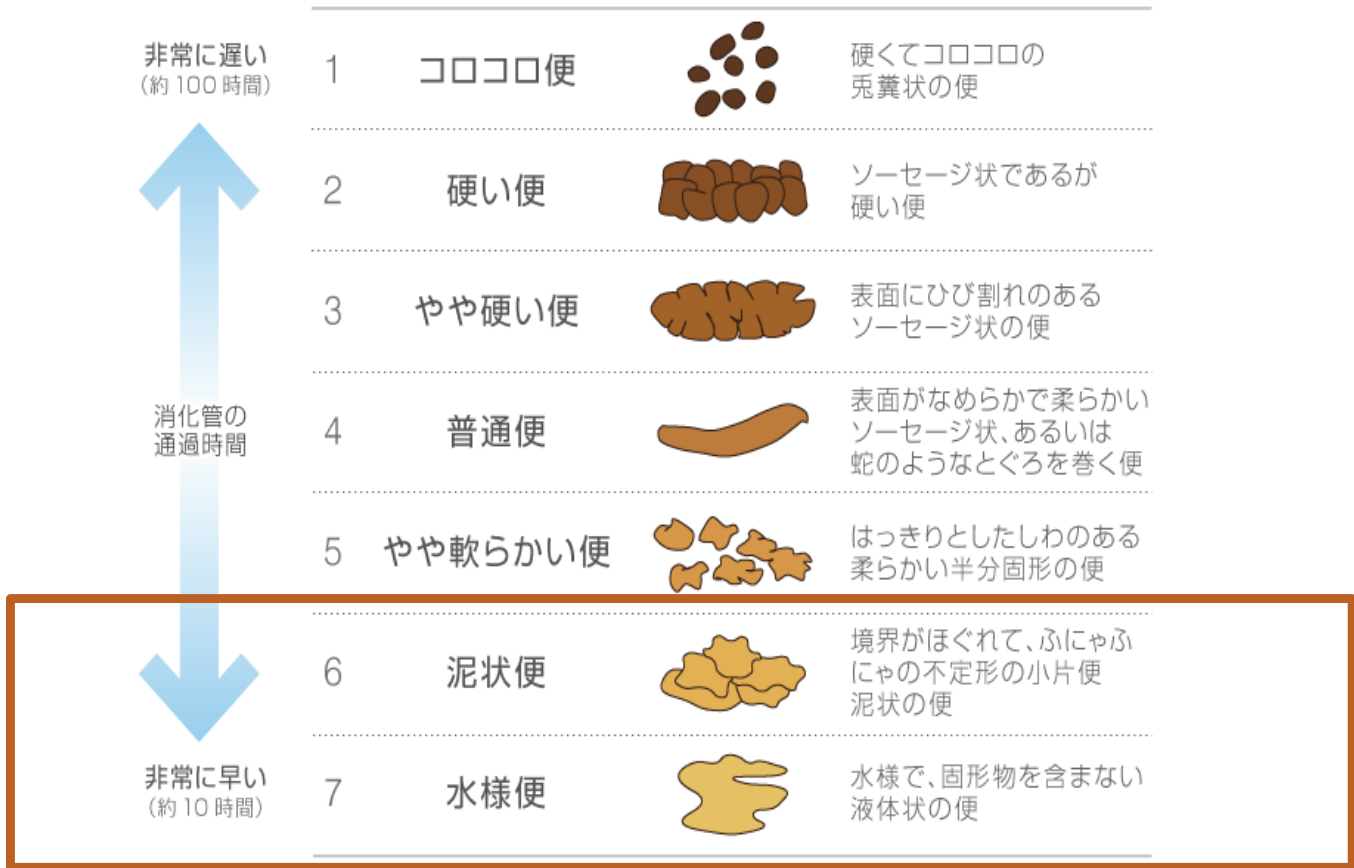 非常に遅い
（約100時間）
1
コロコロ便
硬くてコロコロの
兎糞状の便
2
硬い便
ソーセージ状であるが
硬い便
3
やや硬い便
表面にひび割れのある
ソーセージ状の便
消化管の
通過時間
4
普通便
表面がなめらかで柔らかい
ソーセージ状、あるいは
蛇のようなとぐろを巻く便
5
やや軟らかい便
はっきりとしたしわのある
柔らかい半分固形の便
6
泥状便
境界がほぐれて、ふにゃふ
にゃの不定形の小片便
泥状の便
非常に早い
（約10時間）
7
水様便
水様で、固形物を含まない
液体状の便